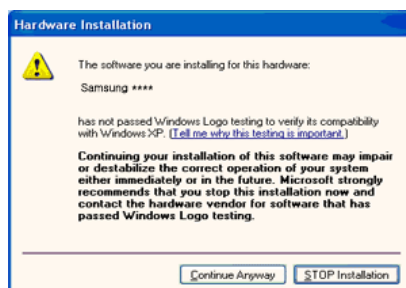 Hardware Installation
The software you are installing for this hardware:
Samsung ****
has not passed Windows Logo testing to verify its compatibility
with Windows XP. (Tell me why this testing is important.)
Continuing your installation of this software may impair
or destabilize the correct operation of your system
either immediately or in the future. Microsoft strongly
recommends that you stop this installation now and
contact the hardware vendor for software that has
passed Windows Logo testing.
Continue Anyway
STOP Installation